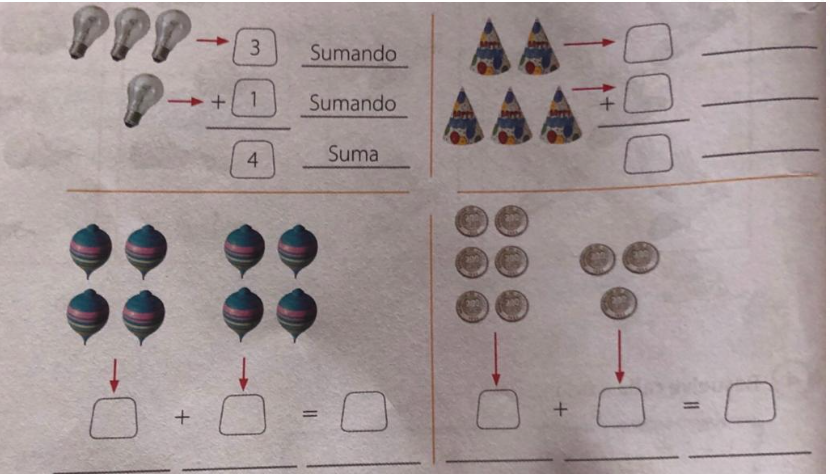 3 Sumando
+ 1 Sumando
4 Suma
+
+ =
+ =